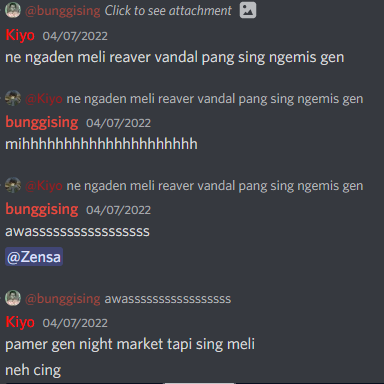 @bunggising Click to see attachment
Kiyo 04/07/2022
ne ngaden meli reaver vandal pang sing ngemis gen
@Kiyo ne ngaden meli reaver vandal pang sing ngemis gen
bunggising 04/07/2022
mihhhhhhhhhhhhhhhhhhhhh
@Kiyo ne ngaden meli reaver vandal pang sing ngemis gen
bunggising 04/07/2022
awassssssssssssssssss
@Zensa
@bunggising awassssssssssssssssss
Kiyo 04/07/2022
pamer gen night market tapi sing meli
neh cing